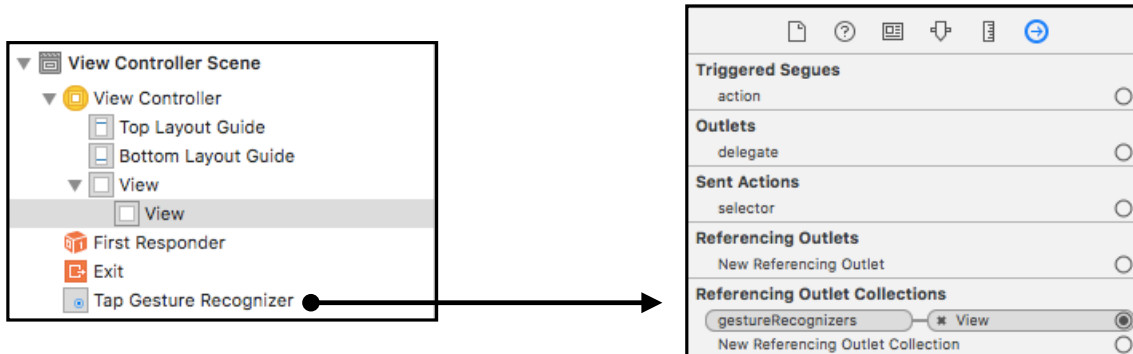 View Controller Scene
View Controller
Top Layout Guide
Bottom Layout Guide
View
View
First Responder
Exit
Tap Gesture Recognizer
Triggered Segues
action
Outlets
delegate
Sent Actions
selector
Referencing Outlets
New Referencing Outlet
Referencing Outlet Collections
gestureRecognizers View
New Referencing Outlet Collection